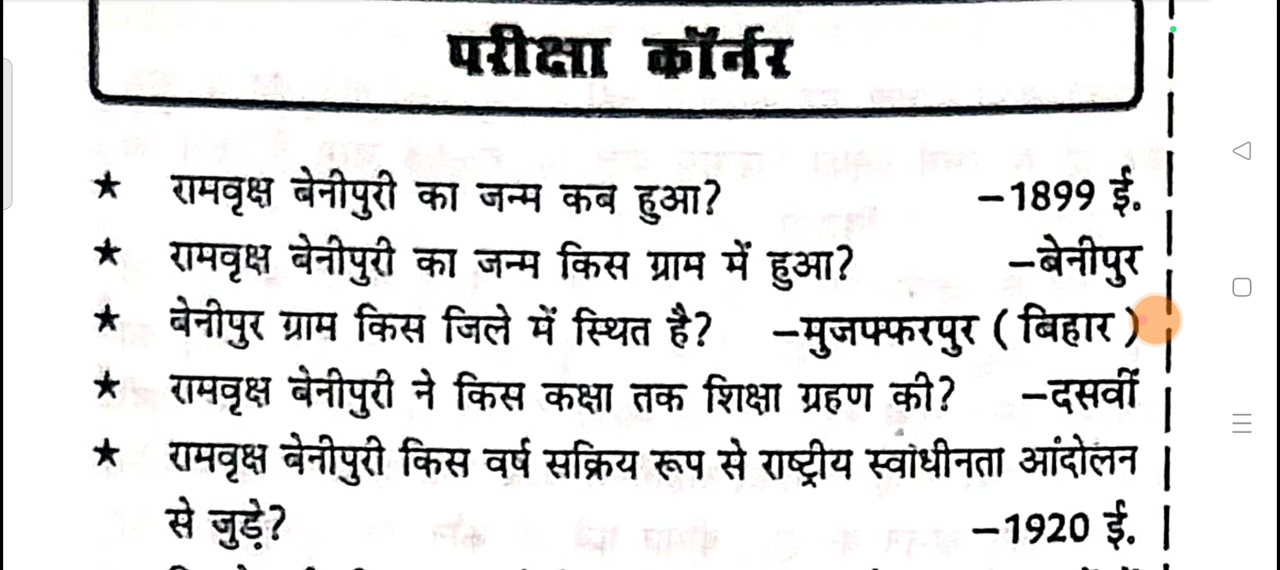 परीक्षा कॉर्नर
★ रामवृक्ष बेनीपुरी का जन्म कब हुआ? –1899 ई.
★ रामवृक्ष बेनीपुरी का जन्म किस ग्राम में हुआ? –बेनीपुर
★ बेनीपुर ग्राम किस जिले में स्थित है? –मुजफ्फरपुर ( बिहार )
★ रामवृक्ष बेनीपुरी ने किस कक्षा तक शिक्षा ग्रहण की? –दसवीं
★ रामवृक्ष बेनीपुरी किस वर्ष सक्रिय रूप से राष्ट्रीय स्वाधीनता आंदोलन
से जुड़े? –1920 ई.